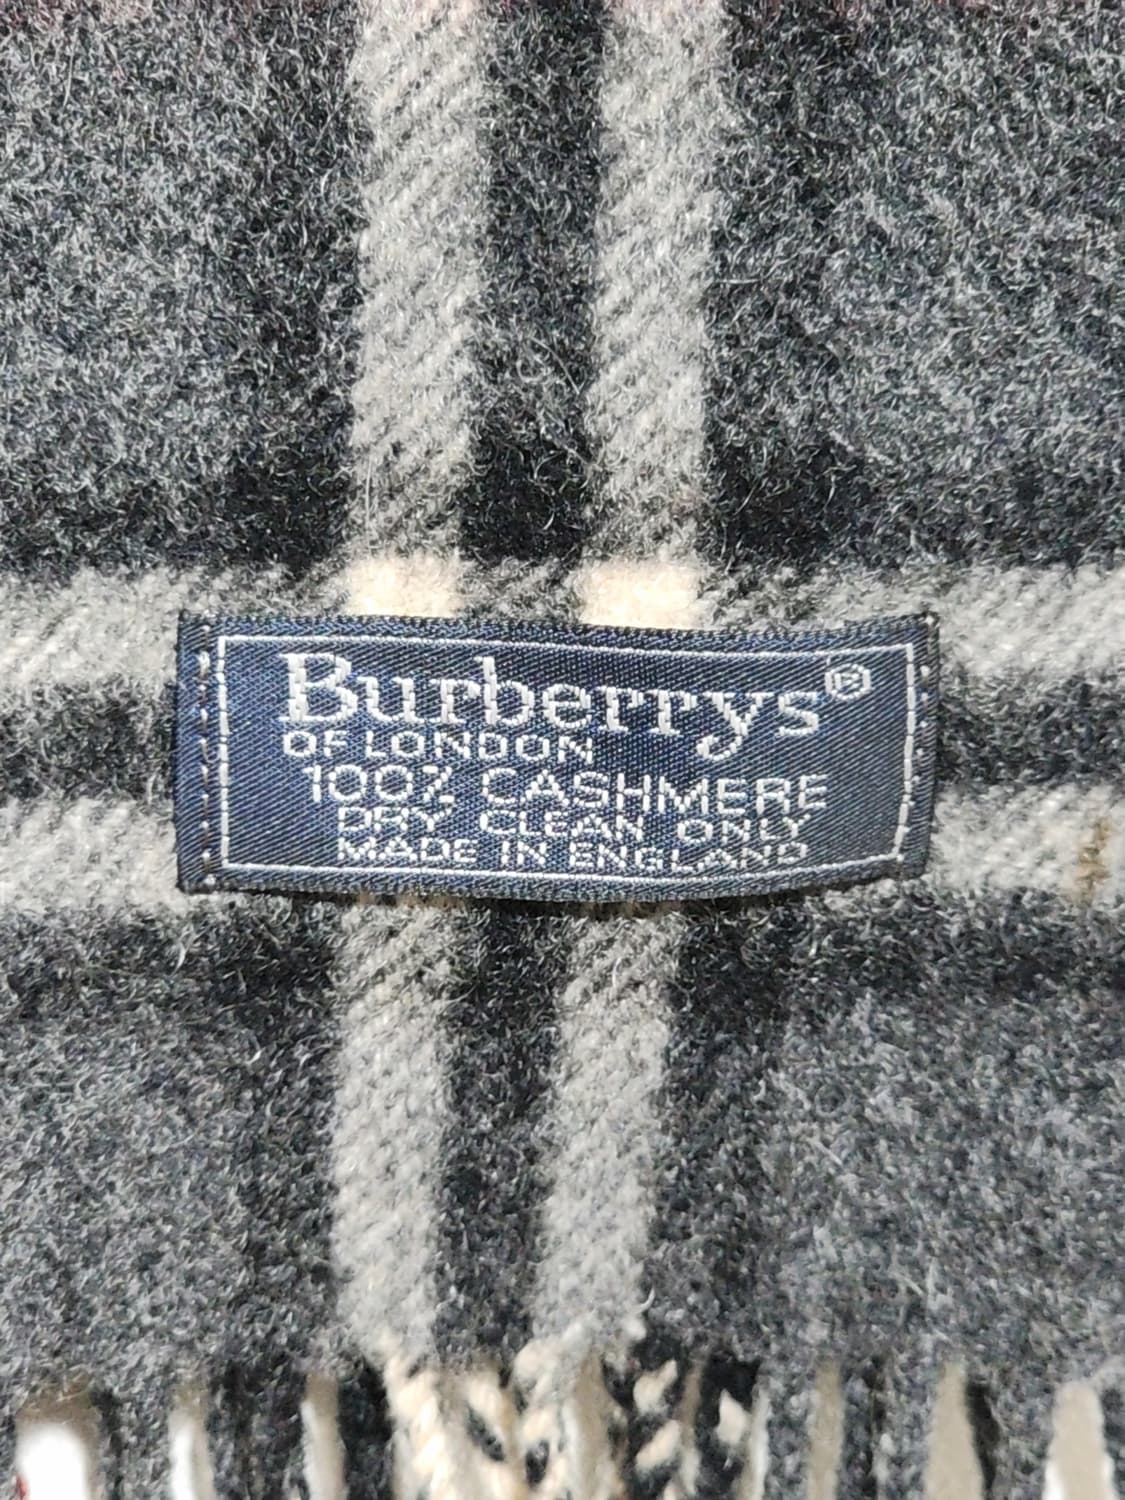 Burberrys®
OF LONDON
100% CASHMERE
DRY CLEAN ONLY
MADE IN ENGLAND